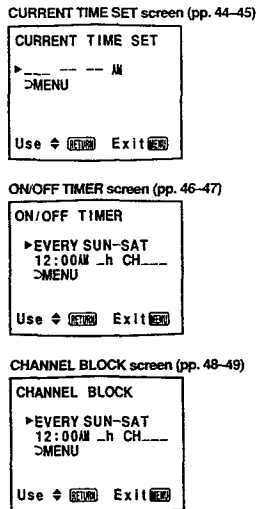 CURRENT TIME SET screen (pp. 44–45)
CURRENT TIME SET
▶___ –– –– AM
⊃MENU
Use ◆ RETURN Exit MENU
ON/OFF TIMER screen (pp. 46–47)
ON/OFF TIMER
▶EVERY SUN–SAT
12:00AM _h CH___
⊃MENU
Use ◆ RETURN Exit MENU
CHANNEL BLOCK screen (pp. 48–49)
CHANNEL BLOCK
▶EVERY SUN–SAT
12:00AM _h CH___
⊃MENU
Use ◆ RETURN Exit MENU